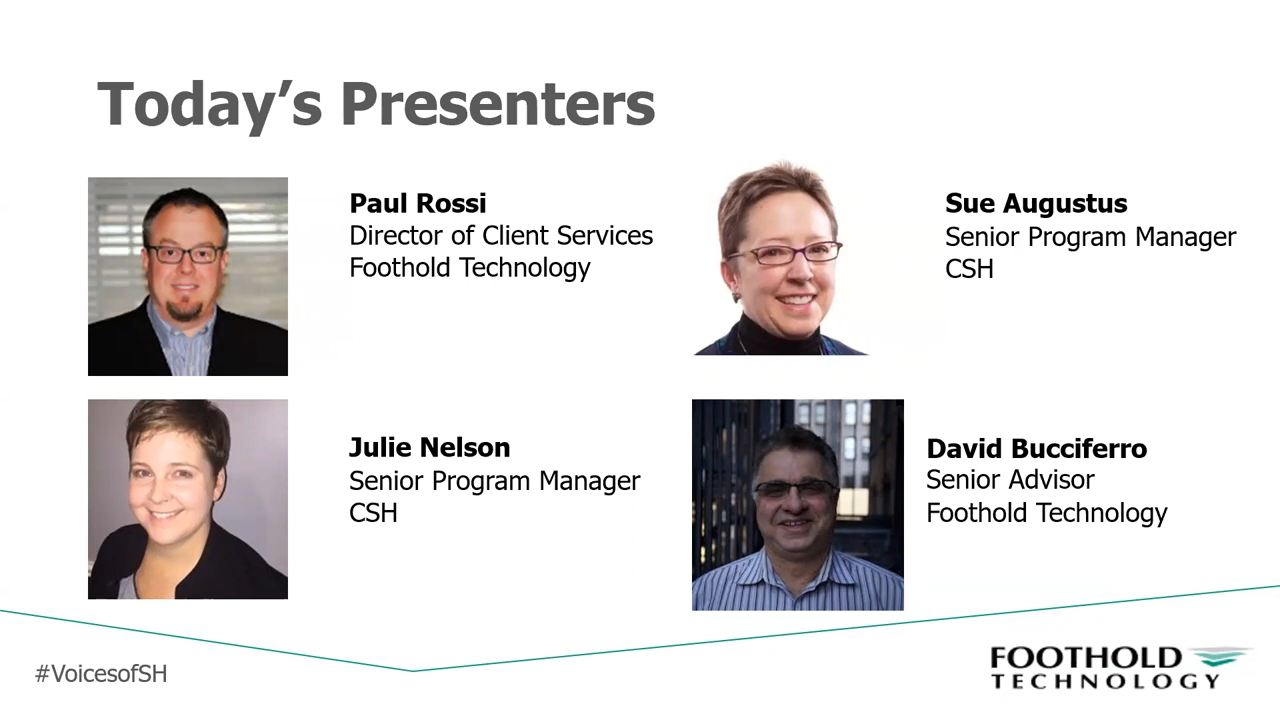 Today’s Presenters
Paul Rossi
Director of Client Services
Foothold Technology
Sue Augustus
Senior Program Manager
CSH
Julie Nelson
Senior Program Manager
CSH
David Bucciferro
Senior Advisor
Foothold Technology
#VoicesofSH
FOOTHOLD
TECHNOLOGY